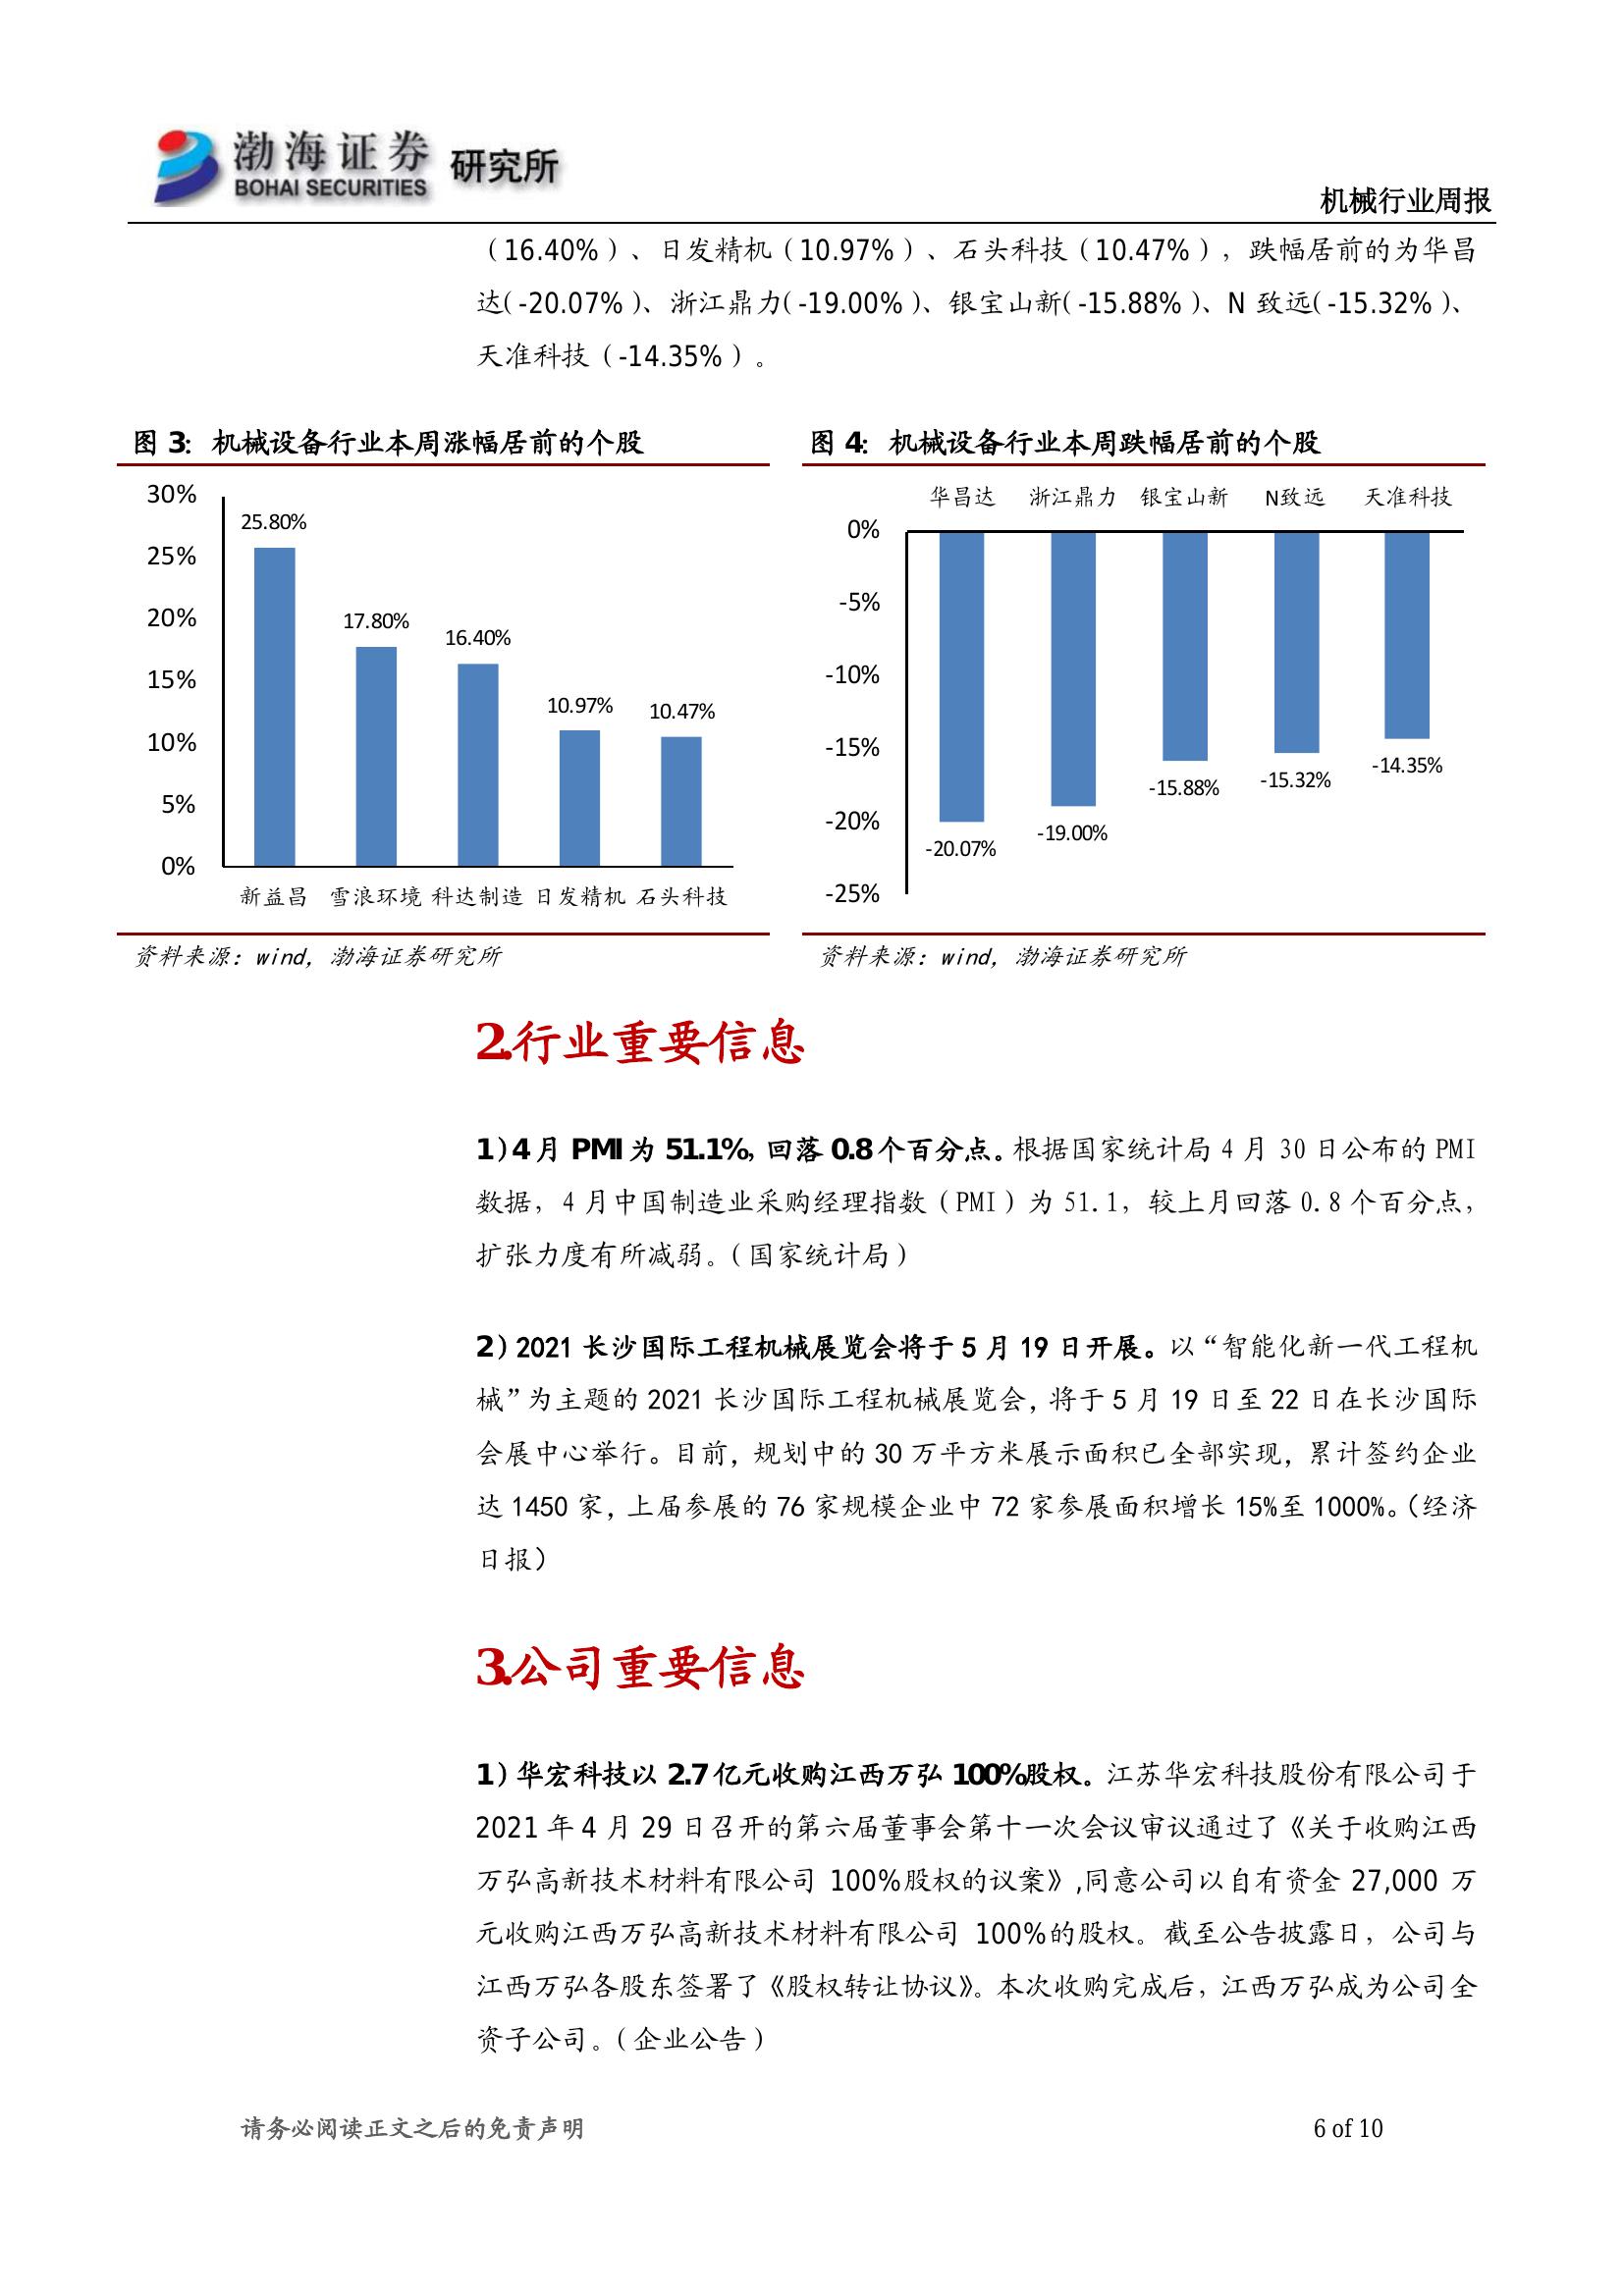 渤海证券 研究所
BOHAI SECURITIES
机械行业周报
（16.40%）、日发精机（10.97%）、石头科技（10.47%），跌幅居前的为华昌
达（-20.07%）、浙江鼎力（-19.00%）、银宝山新（-15.88%）、N 致远（-15.32%）、
天准科技（-14.35%）。
图 3：机械设备行业本周涨幅居前的个股
30%
25%
20%
15%
10%
5%
0%
25.80%
17.80%
16.40%
10.97%
10.47%
新益昌 雪浪环境 科达制造 日发精机 石头科技
资料来源：wind，渤海证券研究所
图 4：机械设备行业本周跌幅居前的个股
华昌达 浙江鼎力 银宝山新 N致远 天准科技
0%
-5%
-10%
-15%
-20%
-25%
-20.07%
-19.00%
-15.88%
-15.32%
-14.35%
资料来源：wind，渤海证券研究所
2.行业重要信息
1）4 月 PMI 为 51.1%，回落 0.8 个百分点。根据国家统计局 4 月 30 日公布的 PMI
数据，4 月中国制造业采购经理指数（PMI）为 51.1，较上月回落 0.8 个百分点，
扩张力度有所减弱。（国家统计局）
2）2021 长沙国际工程机械展览会将于 5 月 19 日开展。以“智能化新一代工程机
械”为主题的 2021 长沙国际工程机械展览会，将于 5 月 19 日至 22 日在长沙国际
会展中心举行。目前，规划中的 30 万平方米展示面积已全部实现，累计签约企业
达 1450 家，上届参展的 76 家规模企业中 72 家参展面积增长 15%至 1000%。（经济
日报）
3.公司重要信息
1）华宏科技以 2.7 亿元收购江西万弘 100%股权。江苏华宏科技股份有限公司于
2021 年 4 月 29 日召开的第六届董事会第十一次会议审议通过了《关于收购江西
万弘高新技术材料有限公司 100%股权的议案》,同意公司以自有资金 27,000 万
元收购江西万弘高新技术材料有限公司 100%的股权。截至公告披露日，公司与
江西万弘各股东签署了《股权转让协议》。本次收购完成后，江西万弘成为公司全
资子公司。（企业公告）
请务必阅读正文之后的免责声明
6 of 10